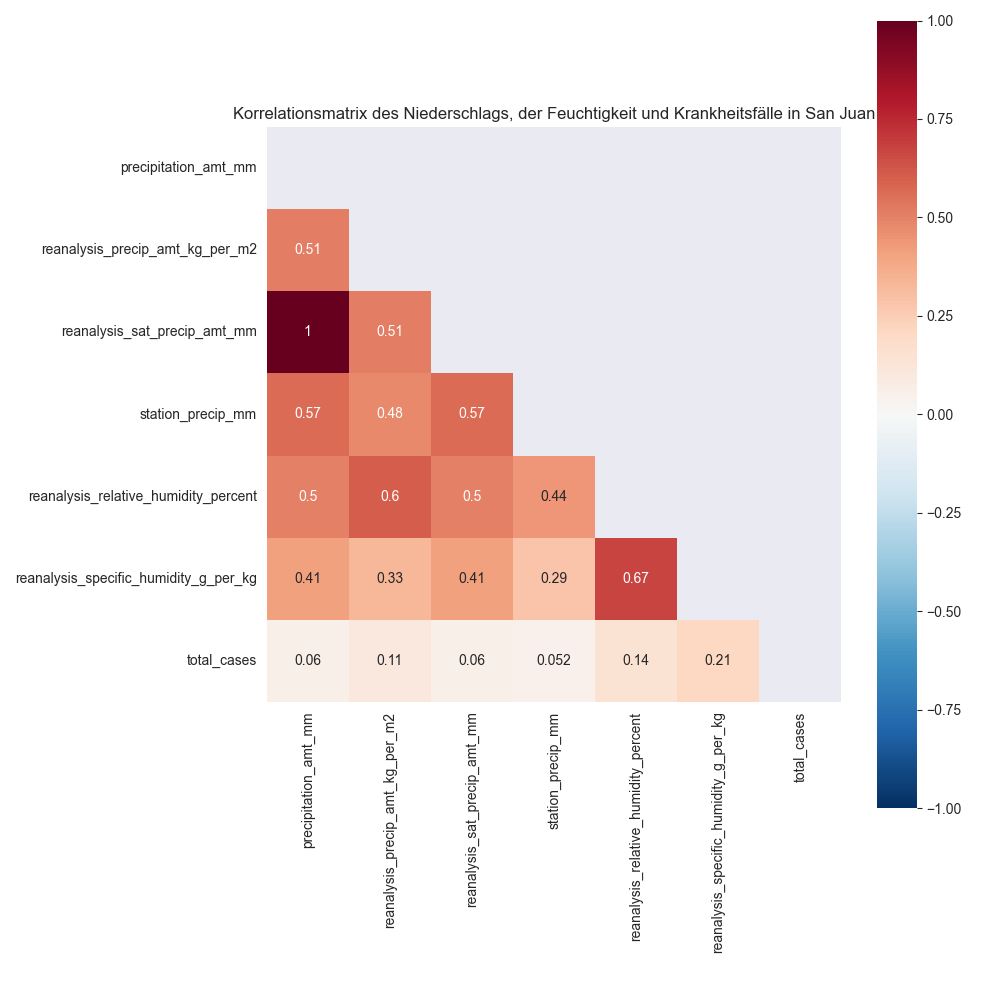 Korrelationsmatrix des Niederschlags, der Feuchtigkeit und Krankheitsfälle in San Juan
precipitation_amt_mm
reanalysis_precip_amt_kg_per_m2 0.51
reanalysis_sat_precip_amt_mm 1 0.51
station_precip_mm 0.57 0.48 0.57
reanalysis_relative_humidity_percent 0.5 0.6 0.5 0.44
reanalysis_specific_humidity_g_per_kg 0.41 0.33 0.41 0.29 0.67
total_cases 0.06 0.11 0.06 0.052 0.14 0.21
precipitation_amt_mm
reanalysis_precip_amt_kg_per_m2
reanalysis_sat_precip_amt_mm
station_precip_mm
reanalysis_relative_humidity_percent
reanalysis_specific_humidity_g_per_kg
total_cases
1.00
0.75
0.50
0.25
0.00
−0.25
−0.50
−0.75
−1.00